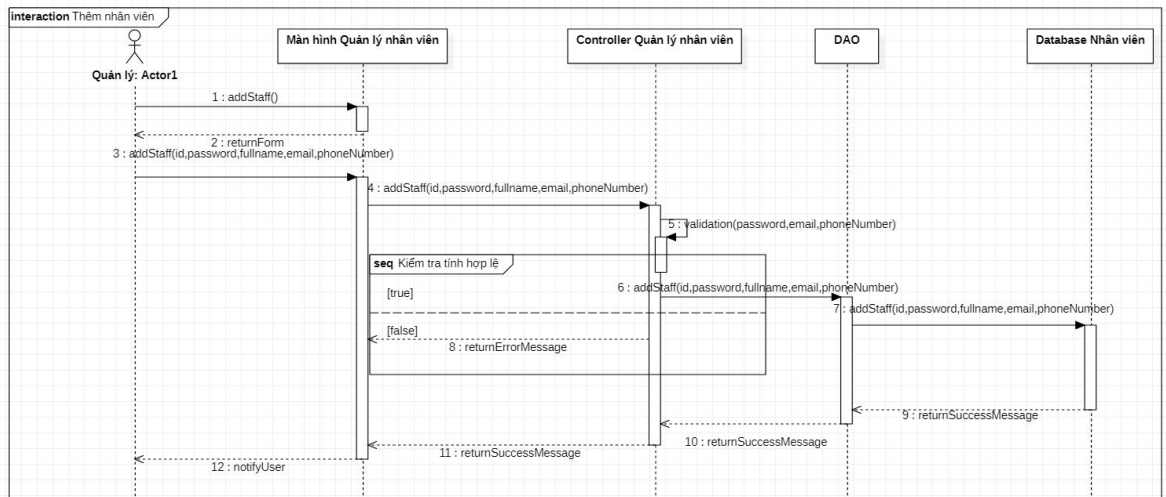 interaction Thêm nhân viên
Quản lý: Actor1
Màn hình Quản lý nhân viên
Controller Quản lý nhân viên
DAO
Database Nhân viên
1 : addStaff()
2 : returnForm
3 : addStaff(id,password,fullname,email,phoneNumber)
4 : addStaff(id,password,fullname,email,phoneNumber)
5 : validation(password,email,phoneNumber)
seq Kiểm tra tính hợp lệ
[true]
6 : addStaff(id,password,fullname,email,phoneNumber)
7 : addStaff(id,password,fullname,email,phoneNumber)
[false]
8 : returnErrorMessage
9 : returnSuccessMessage
10 : returnSuccessMessage
11 : returnSuccessMessage
12 : notifyUser